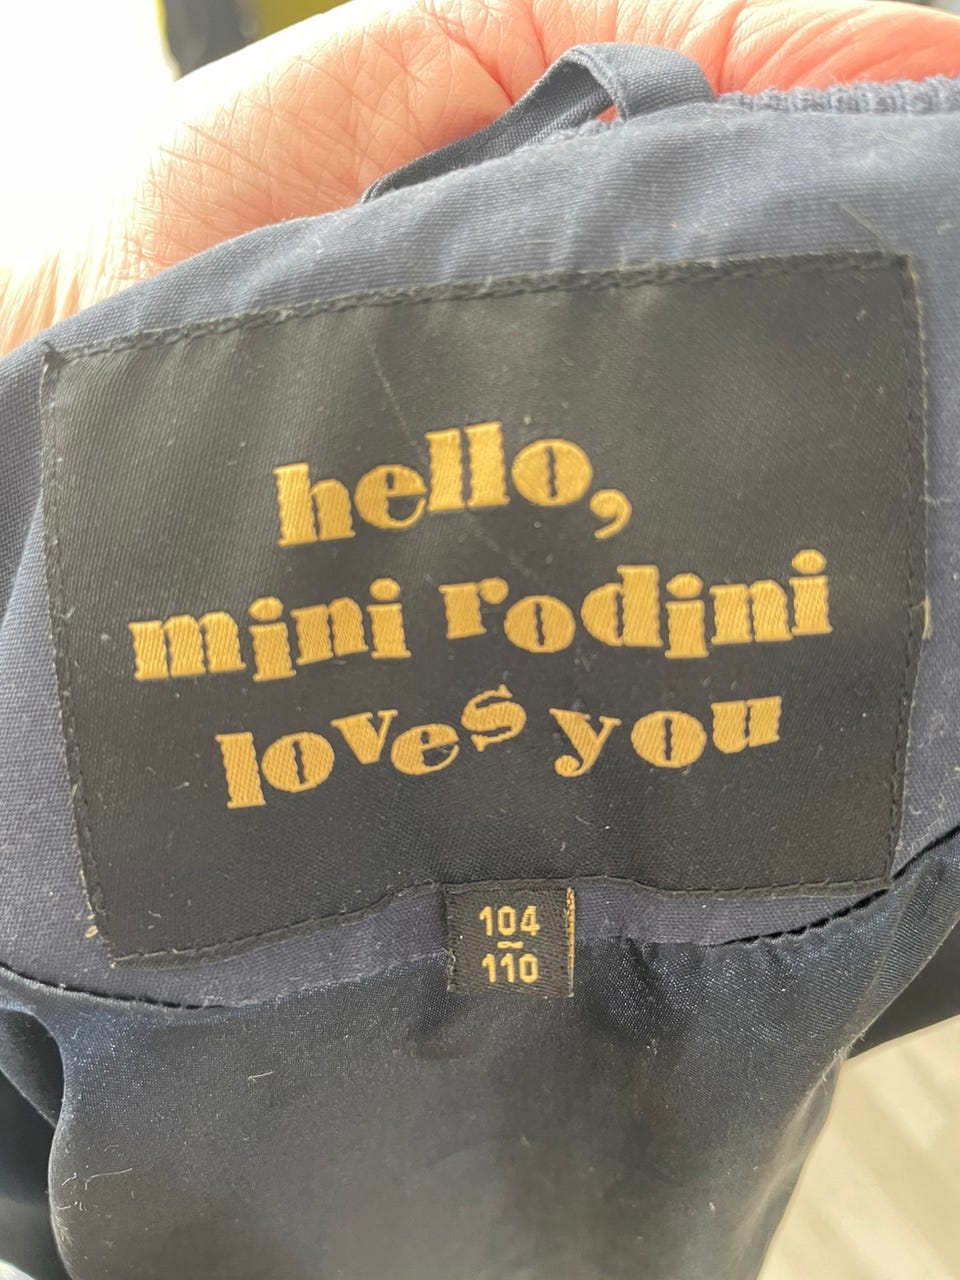 hello,
mini rodini
loves you
104
~
110